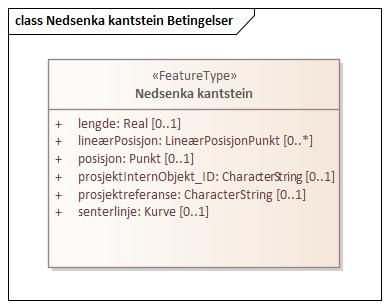 class Nedsenka kantstein Betingelser
«FeatureType»
Nedsenka kantstein
+ lengde: Real [0..1]
+ lineærPosisjon: LineærPosisjonPunkt [0..*]
+ posisjon: Punkt [0..1]
+ prosjektInternObjekt_ID: CharacterString [0..1]
+ prosjektreferanse: CharacterString [0..1]
+ senterlinje: Kurve [0..1]